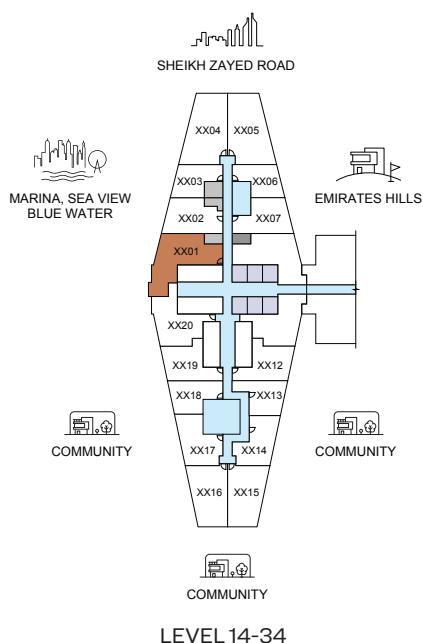 SHEIKH ZAYED ROAD
XX04
XX05
XX03
XX06
MARINA, SEA VIEW
BLUE WATER
EMIRATES HILLS
XX02
XX07
XX01
XX20
XX19
XX12
XX18
XX13
COMMUNITY
COMMUNITY
XX17
XX14
XX16
XX15
COMMUNITY
LEVEL 14-34